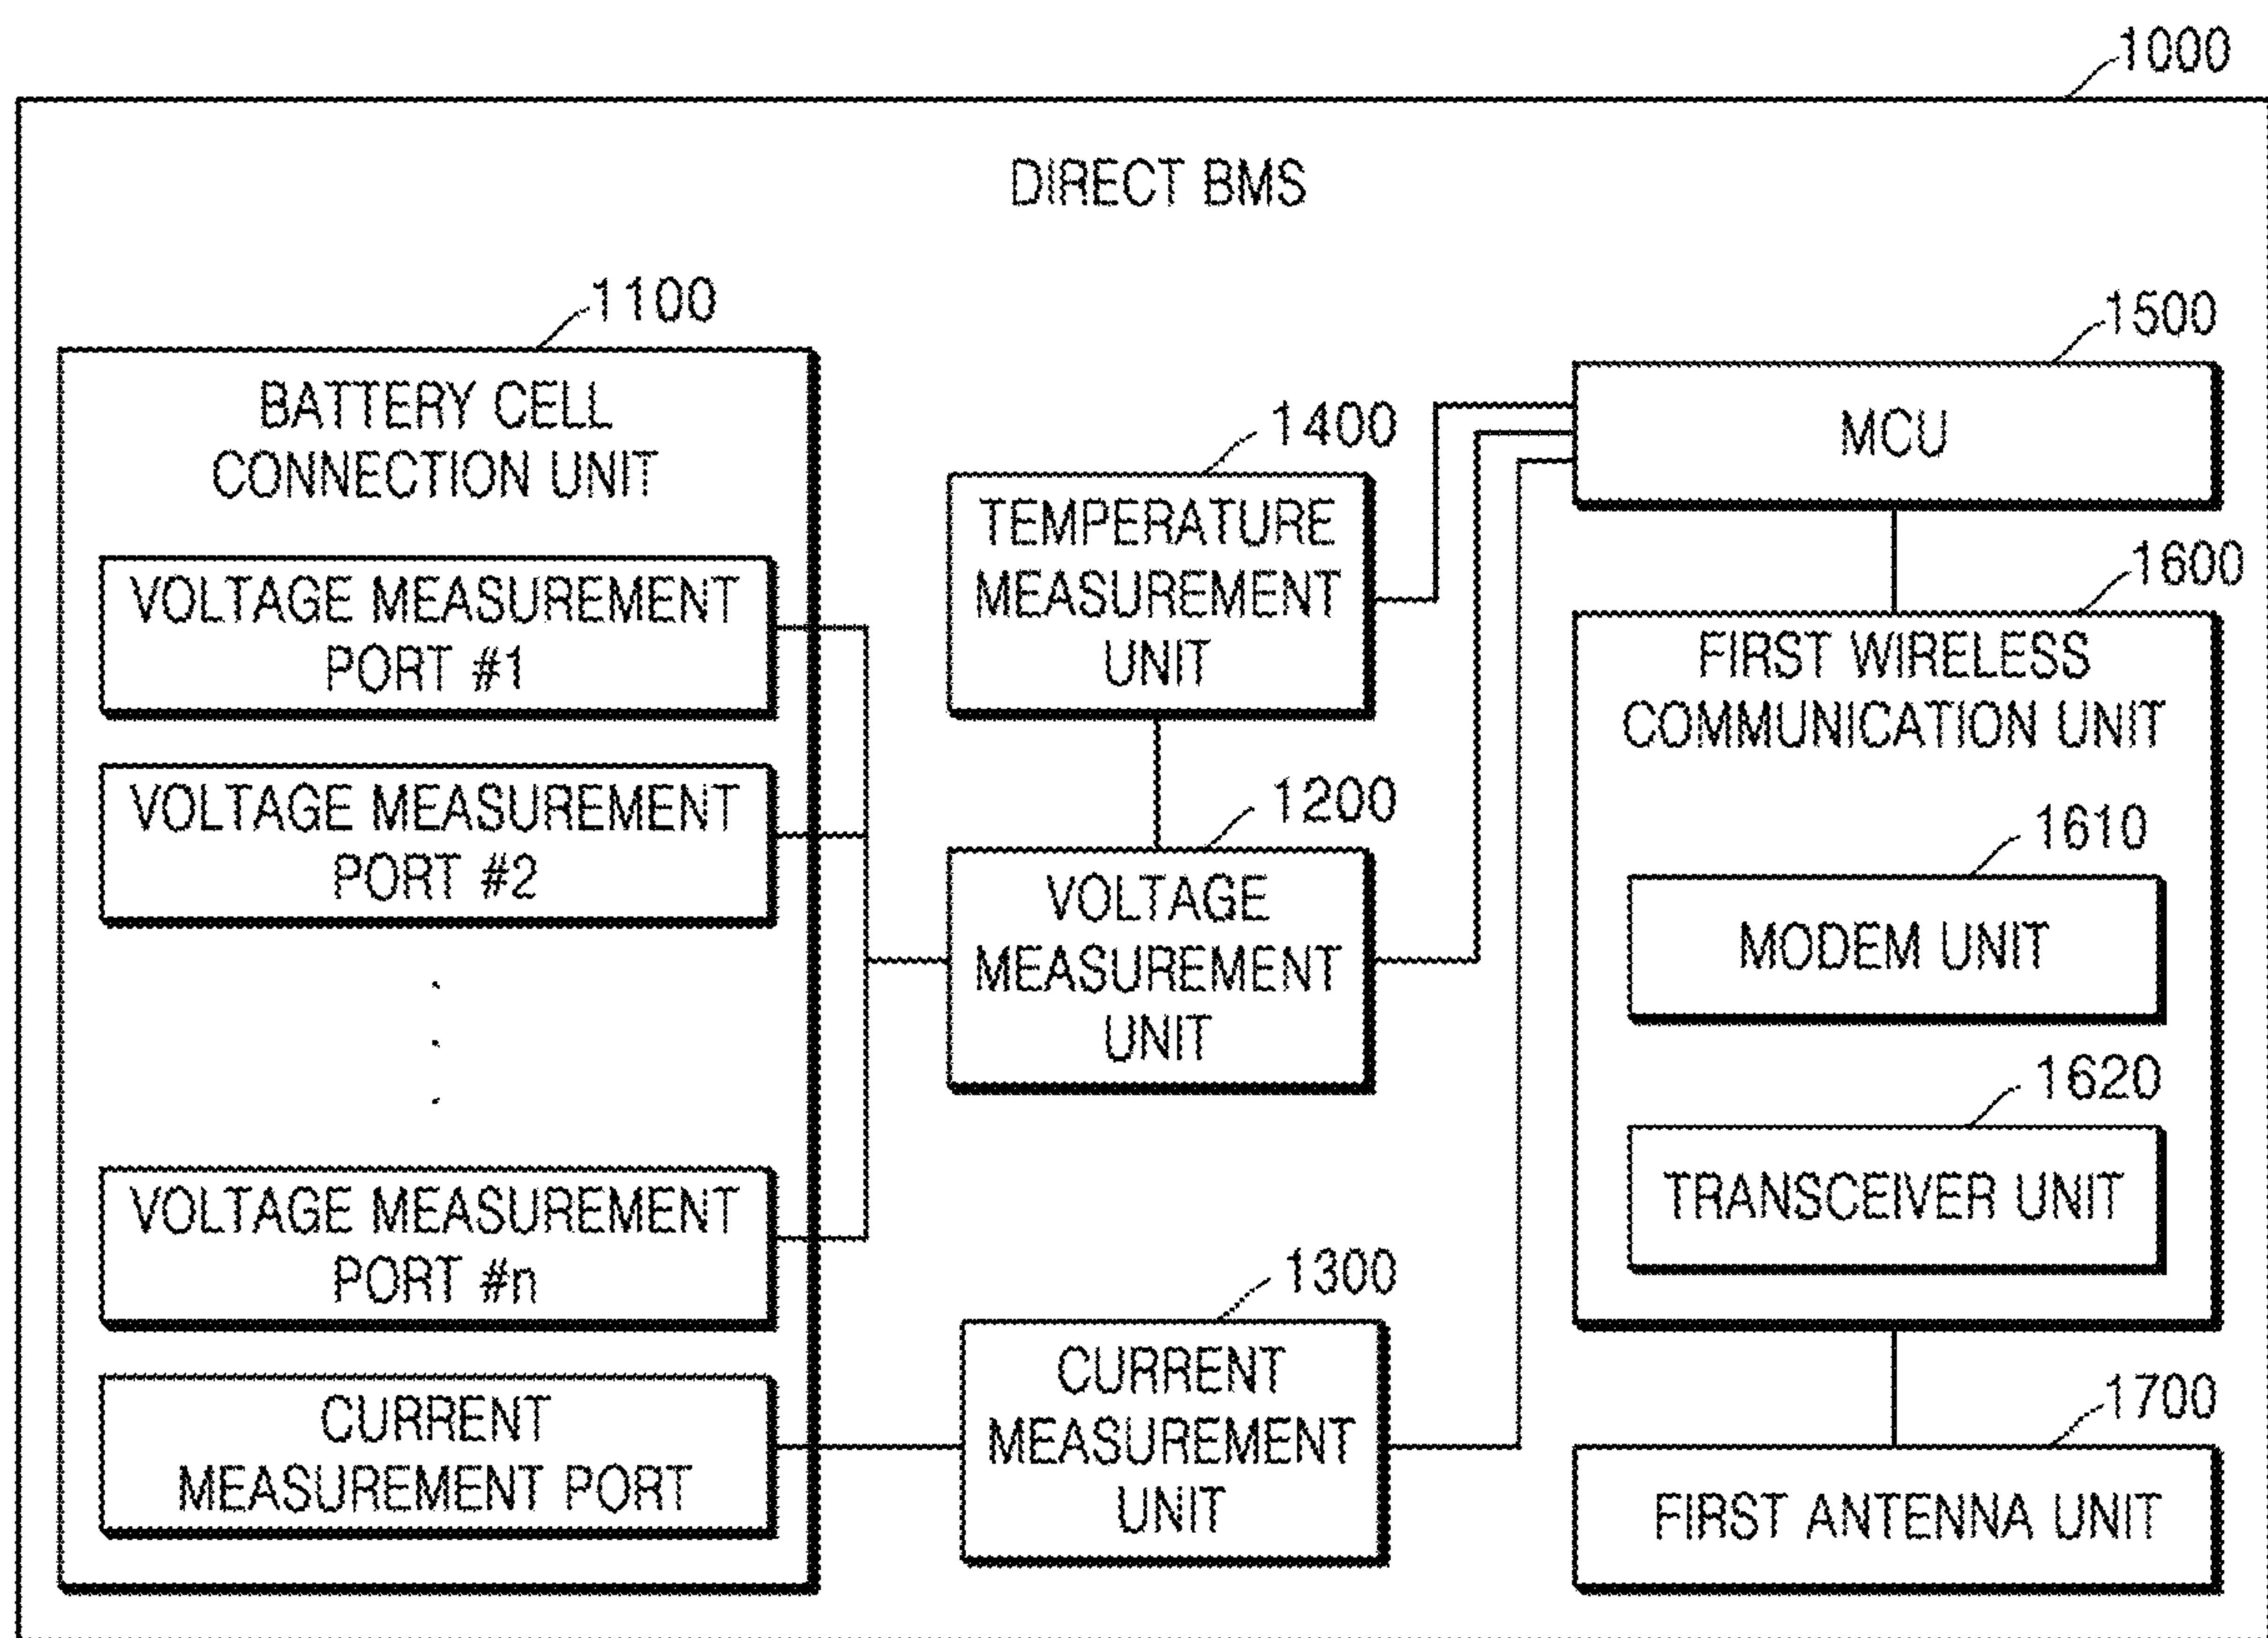 1000
DIRECT BMS
1100
BATTERY CELL
CONNECTION UNIT
VOLTAGE MEASUREMENT
PORT #1
VOLTAGE MEASUREMENT
PORT #2
.
.
.
VOLTAGE MEASUREMENT
PORT #n
CURRENT
MEASUREMENT PORT
1400
TEMPERATURE
MEASUREMENT
UNIT
1200
VOLTAGE
MEASUREMENT
UNIT
1300
CURRENT
MEASUREMENT
UNIT
1500
MCU
1600
FIRST WIRELESS
COMMUNICATION UNIT
1610
MODEM UNIT
1620
TRANSCEIVER UNIT
1700
FIRST ANTENNA UNIT